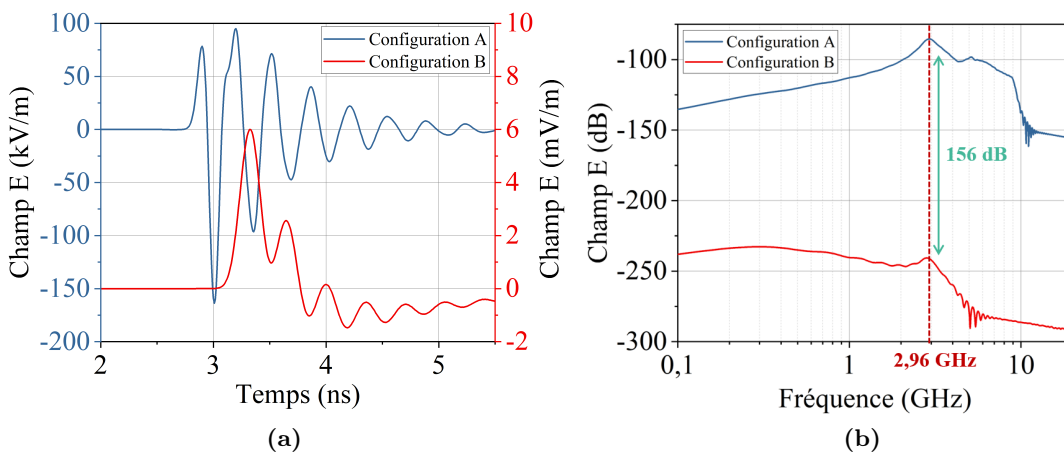 Champ E (kV/m)
100
50
0
-50
-100
-150
-200
Configuration A
Configuration B
10
8
6
4
2
0
-2
Champ E (mV/m)
2
3
4
5
Temps (ns)
(a)
Champ E (dB)
-100
-150
-200
-250
-300
Configuration A
Configuration B
156 dB
2,96 GHz
0,1
1
10
Fréquence (GHz)
(b)